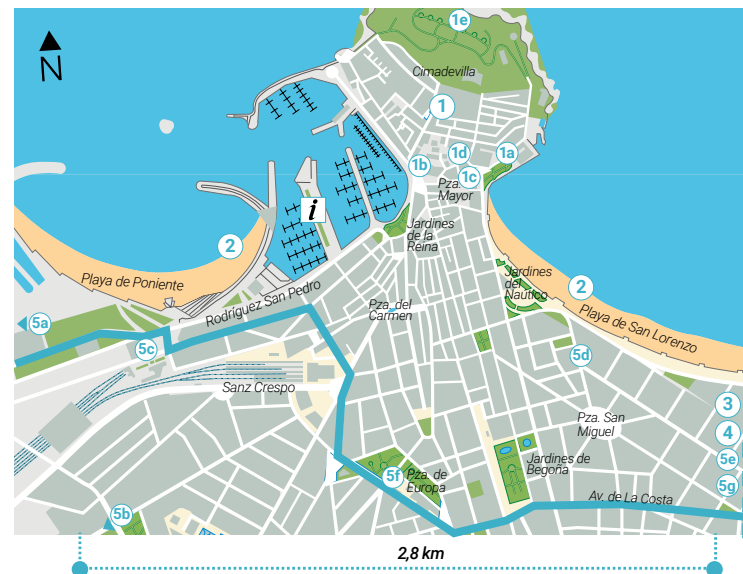 1e
N
Cimadevilla
1
1d
1a
1b
1c
Pza.
Mayor
i
Jardines
de la
Reina
2
Playa de Poniente
Jardines
del
Naútico
2
Rodríguez San Pedro
Pza. del
Carmen
Playa de San Lorenzo
5a
5c
5d
Sanz Crespo
3
Pza. San
Miguel
4
5e
Jardines de
Begoña
5f
Pza. de
Europa
5g
Av. de La Costa
5b
2,8 km